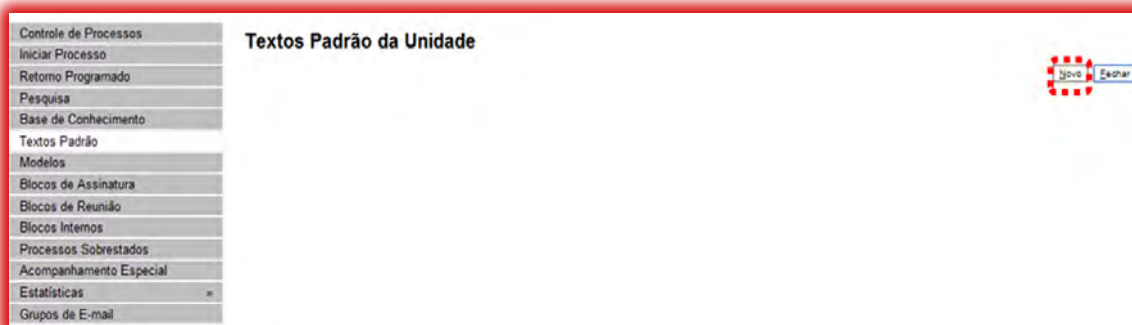 Controle de Processos
Iniciar Processo
Retorno Programado
Pesquisa
Base de Conhecimento
Textos Padrão
Modelos
Blocos de Assinatura
Blocos de Reunião
Blocos Internos
Processos Sobrestados
Acompanhamento Especial
Estatísticas
Grupos de E-mail
Textos Padrão da Unidade
Novo Fechar